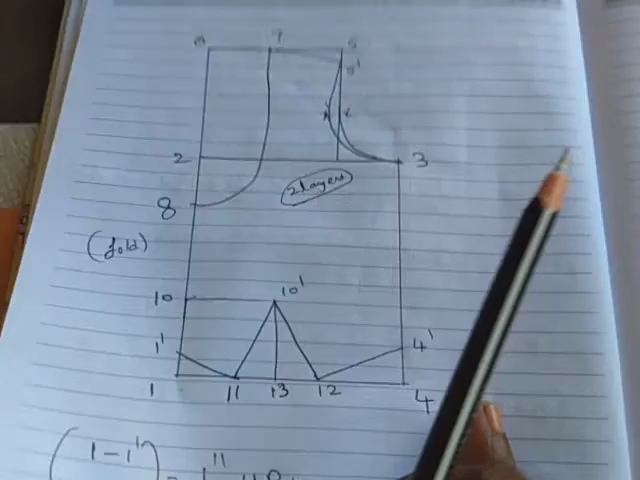 6 7 5
5'
2 3
2 layers
8
(fold)
10 10'
1' 4'
1 11 13 12 4
(1-1') = 1"